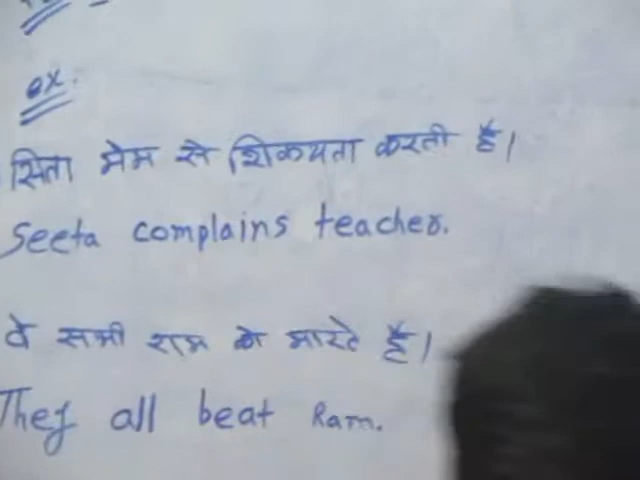 ex.
सिता मेम से शिकयता करती है।
Seeta complains teacher.
वे सभी राम को मारते है।
They all beat Ram.